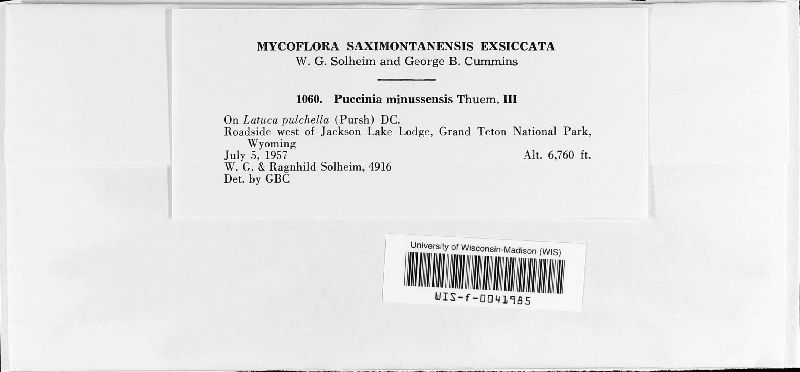 MYCOFLORA SAXIMONTANENSIS EXSICCATA
W. G. Solheim and George B. Cummins
1060. Puccinia minussensis Thuem. III
On Latuca pulchella (Pursh) DC.
Roadside west of Jackson Lake Lodge, Grand Teton National Park,
Wyoming
July 5, 1957 Alt. 6,760 ft.
W. G. & Ragnhild Solheim, 4916
Det. by GBC
University of Wisconsin-Madison (WIS)
WIS-f-0041985